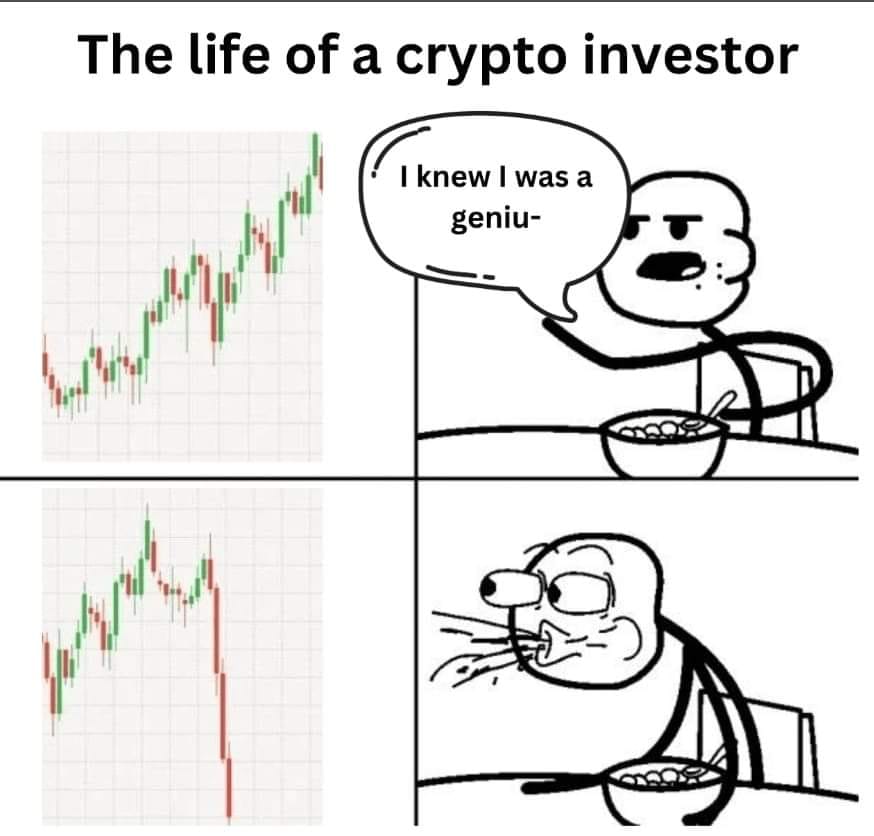 The life of a crypto investor
I knew I was a
geniu-